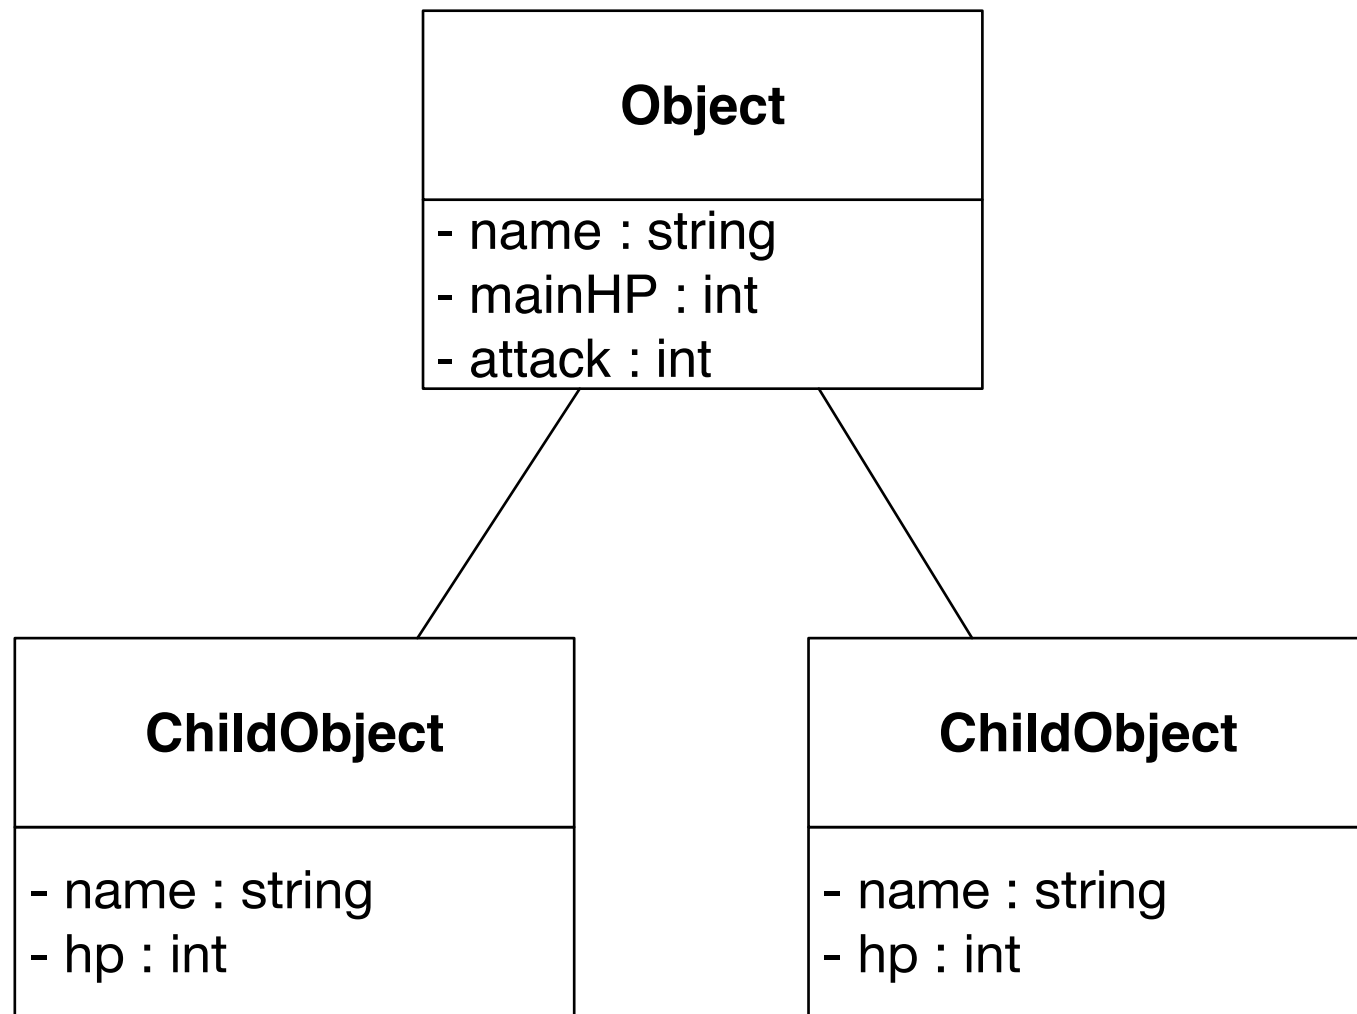 Object
- name : string
- mainHP : int
- attack : int
ChildObject
- name : string
- hp : int
ChildObject
- name : string
- hp : int